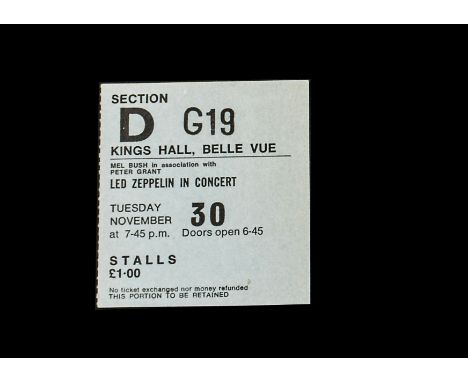 SECTION
D G19
KINGS HALL, BELLE VUE
MEL BUSH in association with
PETER GRANT
LED ZEPPELIN IN CONCERT
TUESDAY
NOVEMBER 30
at 7-45 p.m. Doors open 6-45
STALLS
£1·00
No ticket exchanged nor money refunded
THIS PORTION TO BE RETAINED